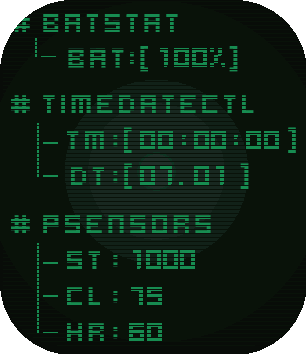 # BATSTAT
BAT:[100%]
# TIMEDATECTL
TM:[00:00:00]
DT:[07.01]
# PSENSORS
ST: 1000
CL: 75
HR: 60